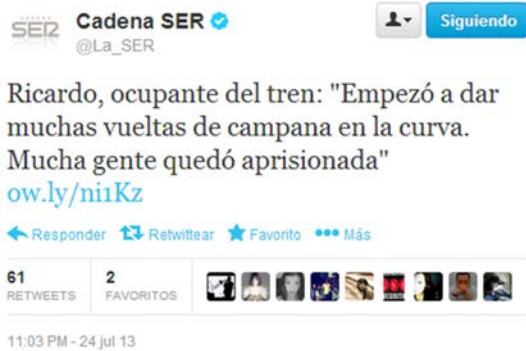 CADENA
SER
Cadena SER
@La_SER
Siguiendo
Ricardo, ocupante del tren: "Empezó a dar
muchas vueltas de campana en la curva.
Mucha gente quedó aprisionada"
ow.ly/ni1Kz
Responder Retwittear Favorito Más
61 2
RETWEETS FAVORITOS
11:03 PM - 24 jul 13